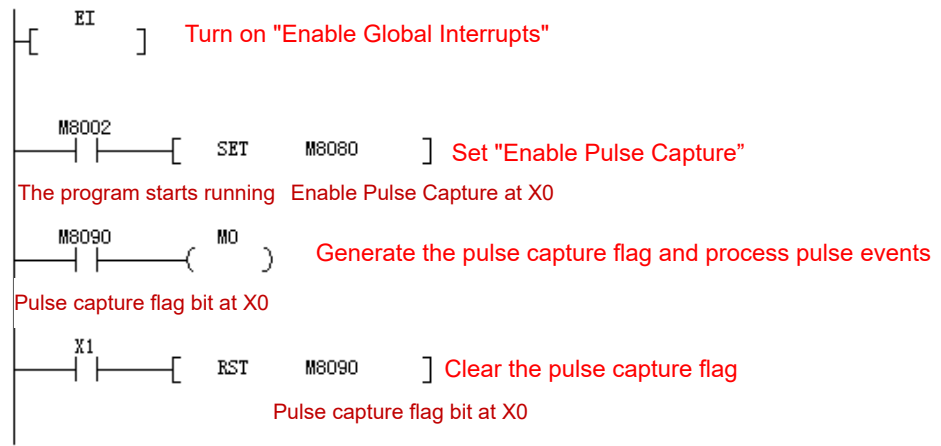 EI
Turn on "Enable Global Interrupts"
M8002
SET M8080
Set "Enable Pulse Capture”
The program starts running Enable Pulse Capture at X0
M8090 M0
Generate the pulse capture flag and process pulse events
Pulse capture flag bit at X0
X1
RST M8090
Clear the pulse capture flag
Pulse capture flag bit at X0